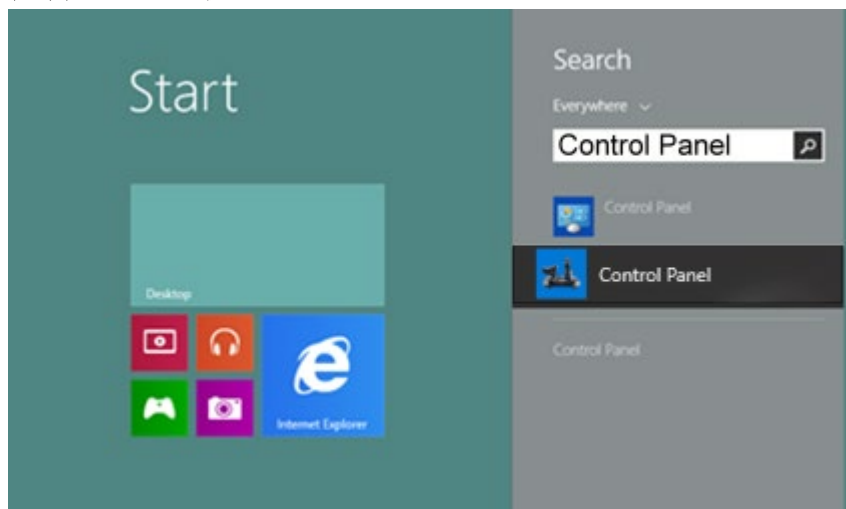 Start
Desktop
Internet Explorer
Search
Everywhere
Control Panel
Control Panel
Control Panel
Control Panel